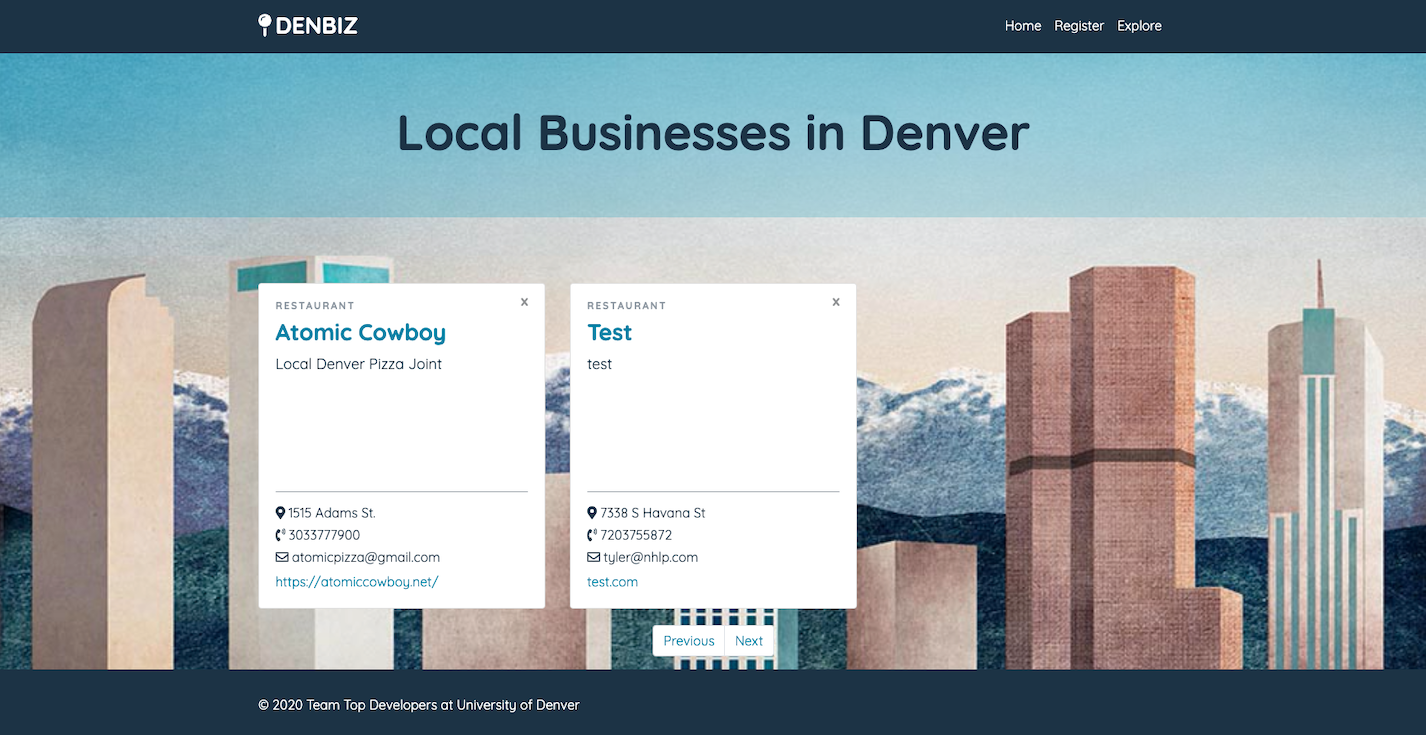 DENBIZ
Home Register Explore
Local Businesses in Denver
RESTAURANT x
Atomic Cowboy
Local Denver Pizza Joint
1515 Adams St.
3033777900
atomicpizza@gmail.com
https://atomiccowboy.net/
RESTAURANT x
Test
test
7338 S Havana St
7203755872
tyler@nhlp.com
test.com
Previous Next
© 2020 Team Top Developers at University of Denver